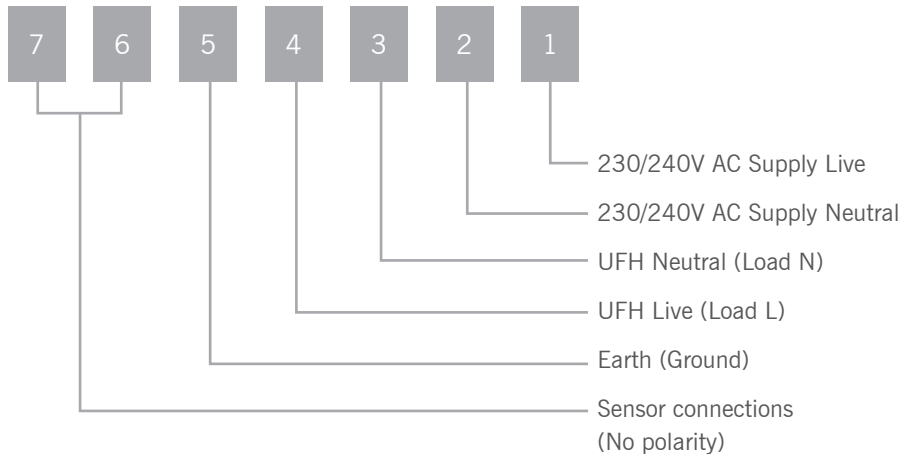 7 6 5 4 3 2 1
230/240V AC Supply Live
230/240V AC Supply Neutral
UFH Neutral (Load N)
UFH Live (Load L)
Earth (Ground)
Sensor connections
(No polarity)